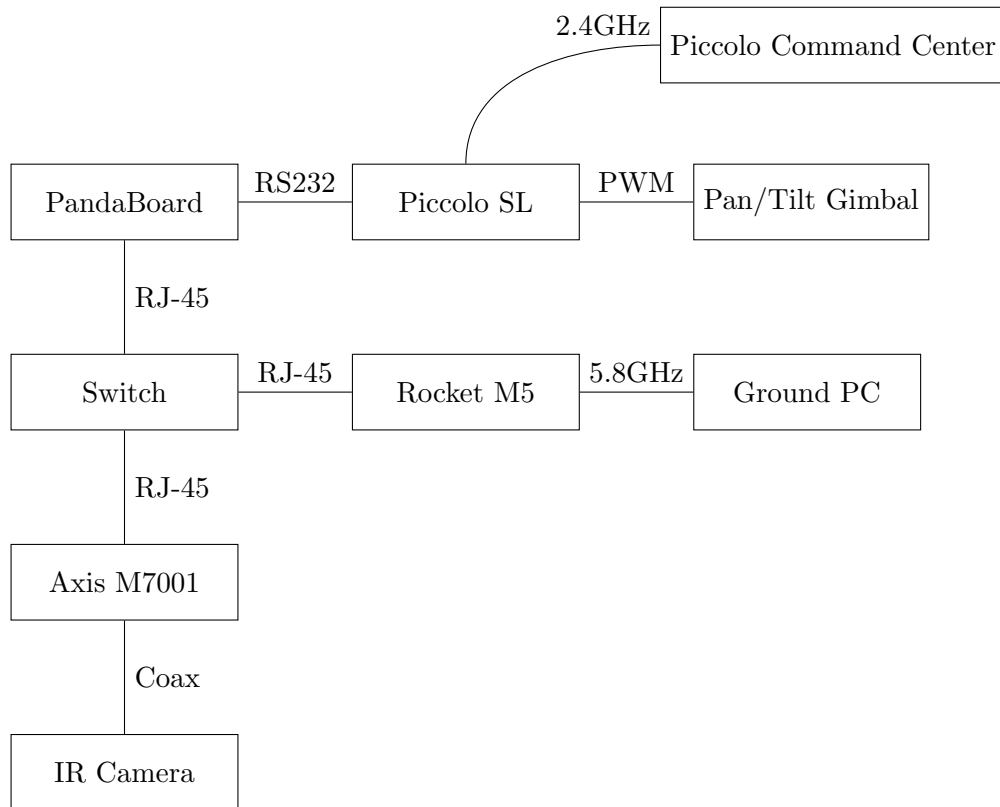 2.4GHz
Piccolo Command Center
PandaBoard
RS232
Piccolo SL
PWM
Pan/Tilt Gimbal
RJ-45
Switch
RJ-45
Rocket M5
5.8GHz
Ground PC
RJ-45
Axis M7001
Coax
IR Camera